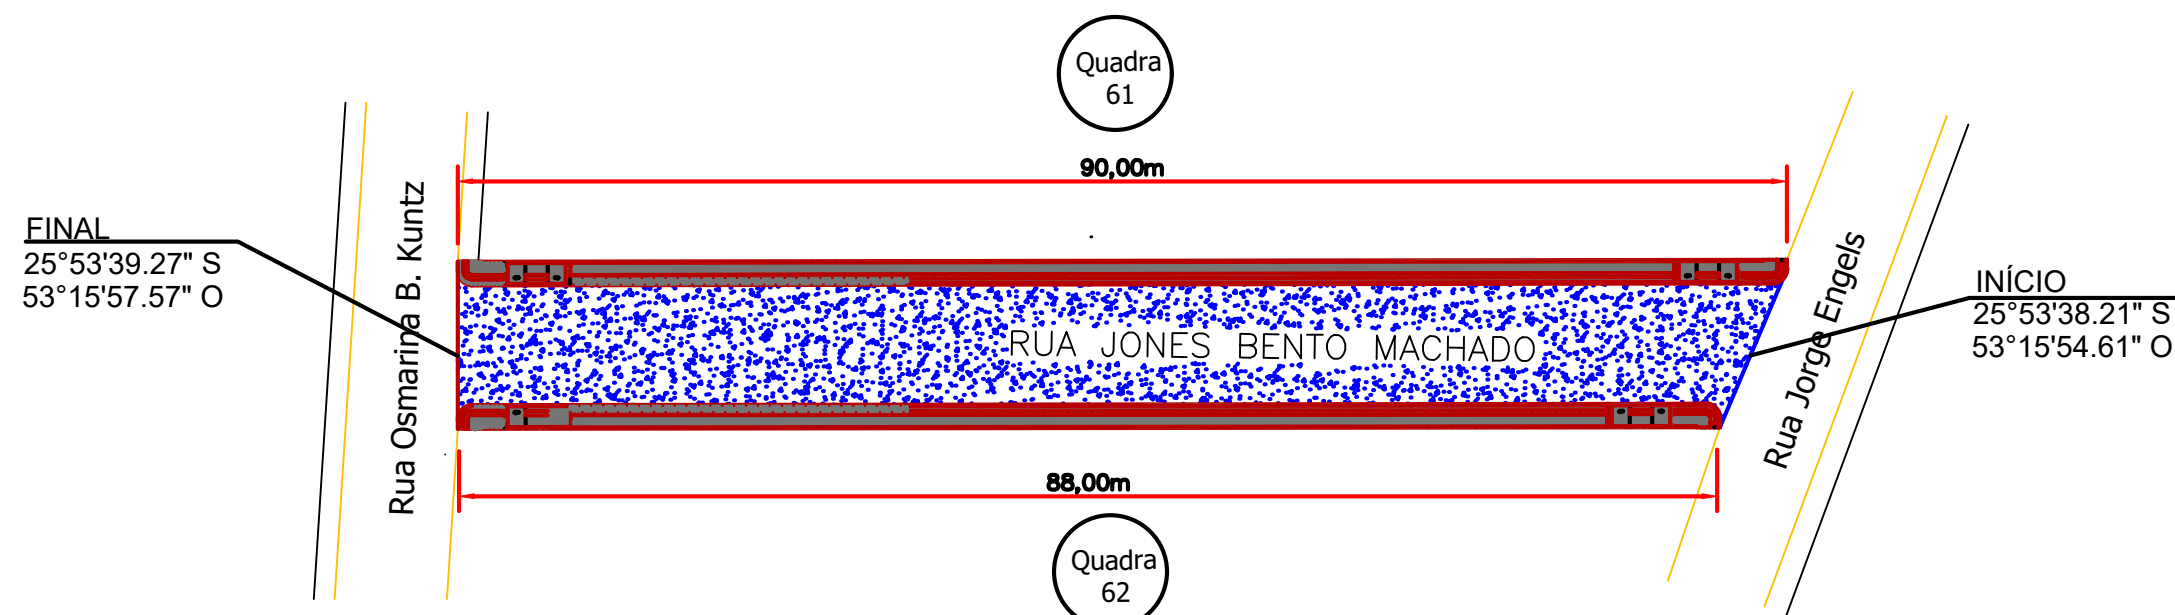 Quadra
61
90,00m
FINAL
25°53'39.27" S
53°15'57.57" O
Rua Osmarina B. Kuntz
RUA JONES BENTO MACHADO
Rua Jorge Engels
INÍCIO
25°53'38.21" S
53°15'54.61" O
88,00m
Quadra
62